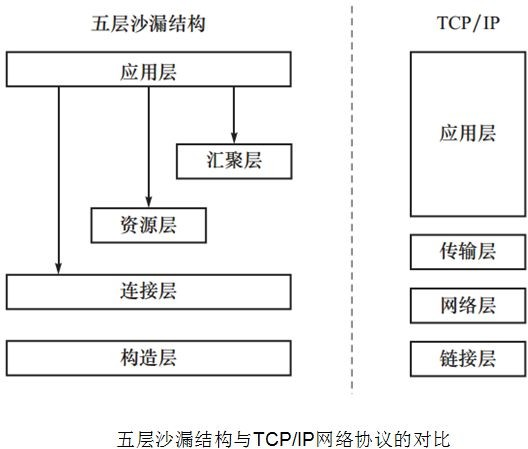 五层沙漏结构
应用层
汇聚层
资源层
连接层
构造层
TCP/IP
应用层
传输层
网络层
链接层
五层沙漏结构与TCP/IP网络协议的对比